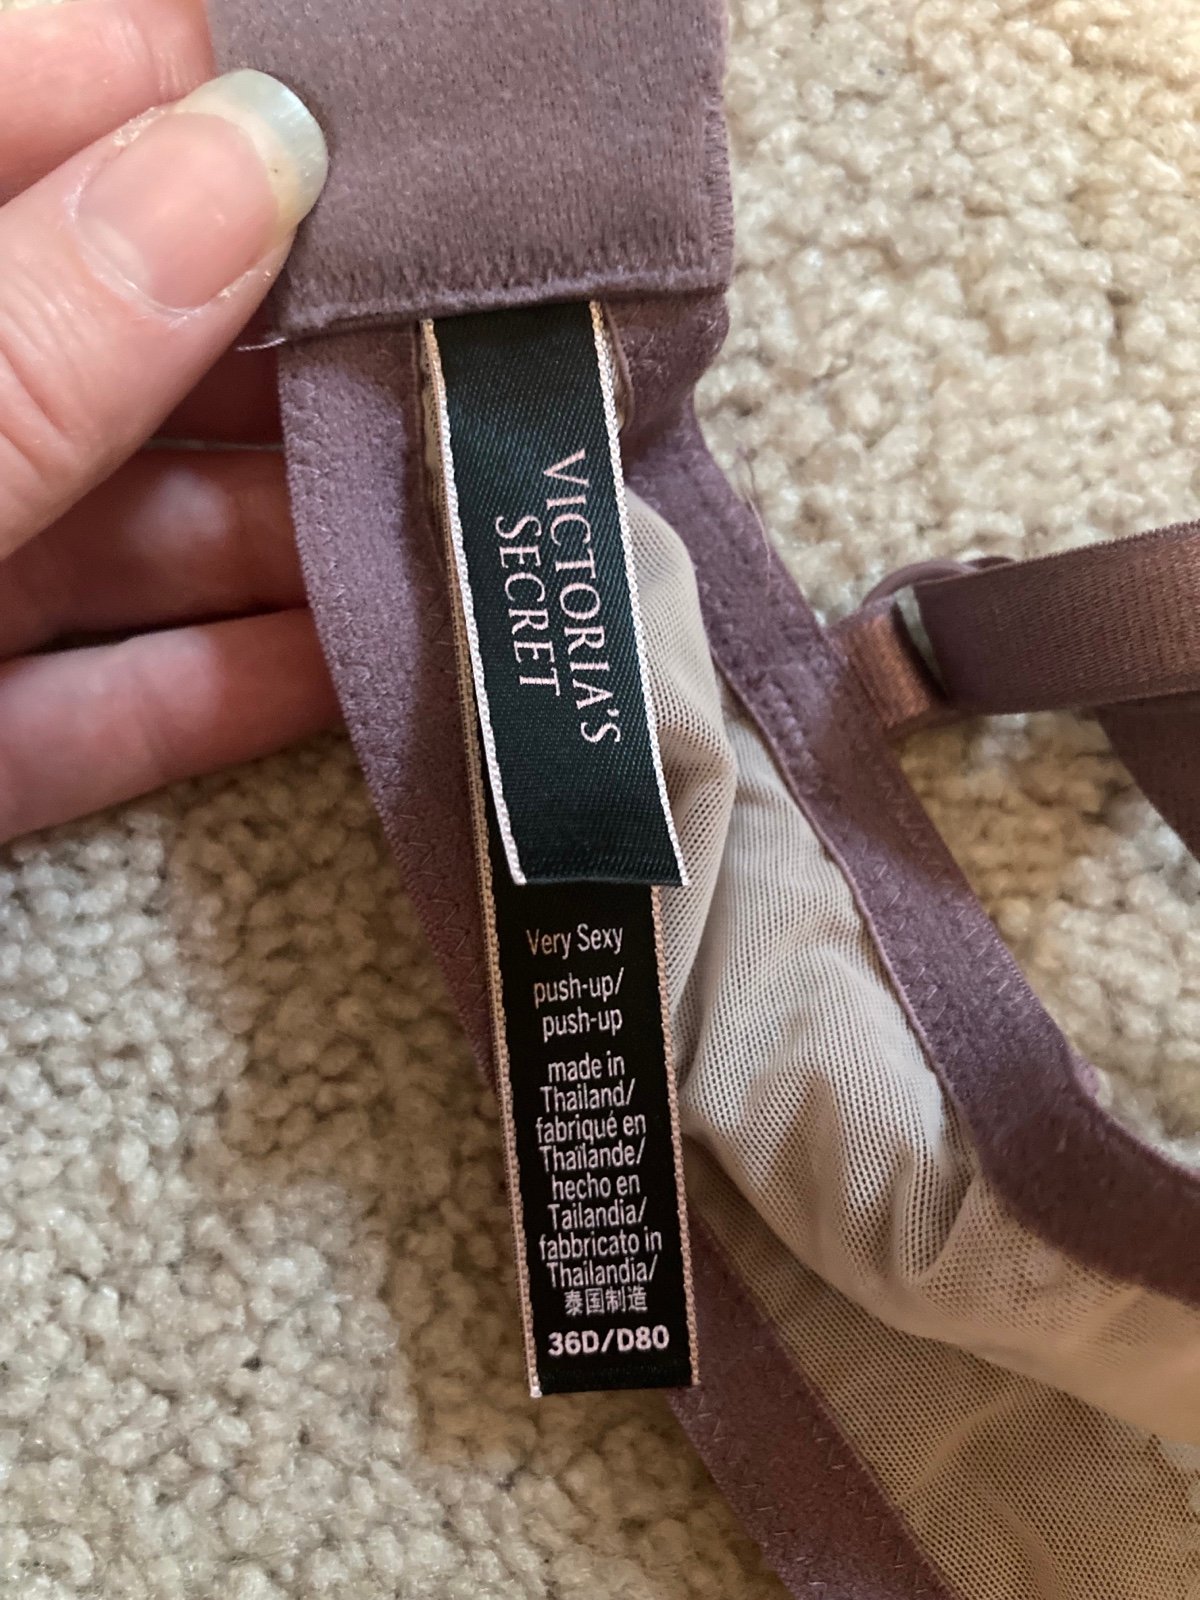 VICTORIA'S
SECRET
Very Sexy
push-up/
push-up
made in
Thailand/
fabriqué en
Thaïlande/
hecho en
Tailandia/
fabbricato in
Thailandia/
泰国制造
36D/D80